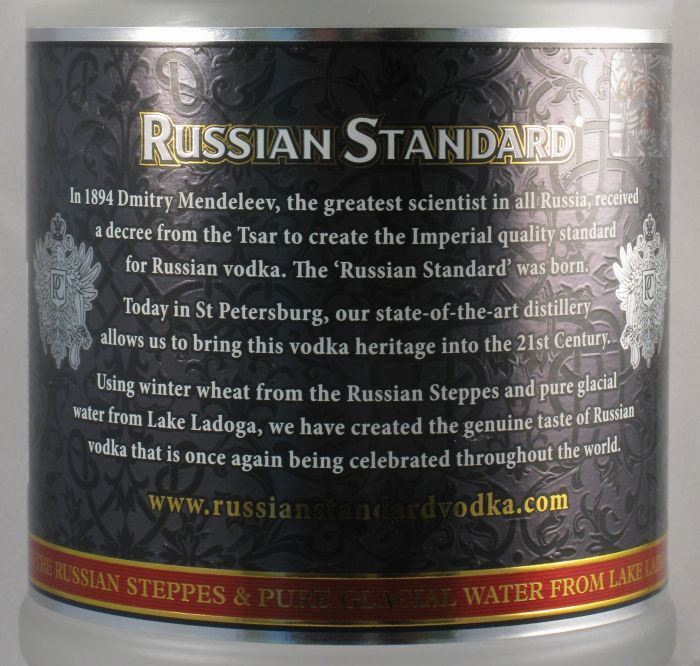 RUSSIAN STANDARD
In 1894 Dmitry Mendeleev, the greatest scientist in all Russia, received
a decree from the Tsar to create the Imperial quality standard
for Russian vodka. The ‘Russian Standard’ was born.
Today in St Petersburg, our state-of-the-art distillery
allows us to bring this vodka heritage into the 21st Century.
Using winter wheat from the Russian Steppes and pure glacial
water from Lake Ladoga, we have created the genuine taste of Russian
vodka that is once again being celebrated throughout the world.
www.russianstandardvodka.com
THE RUSSIAN STEPPES & PURE GLACIAL WATER FROM LAKE